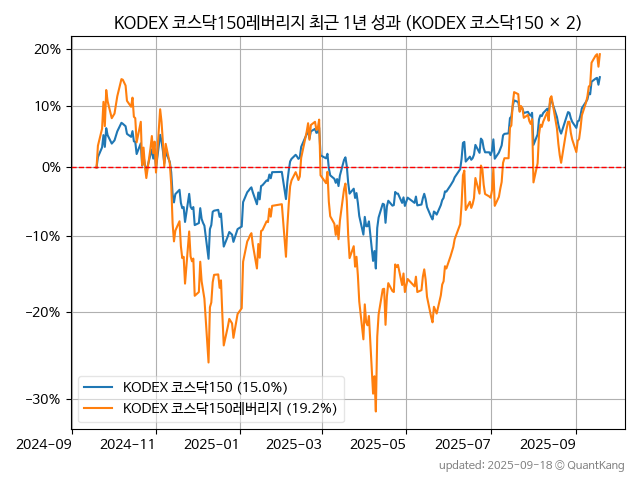 KODEX 코스닥150레버리지 최근 1년 성과 (KODEX 코스닥150 × 2)
20%
10%
0%
−10%
−20%
−30%
KODEX 코스닥150 (15.0%)
KODEX 코스닥150레버리지 (19.2%)
2024-09 2024-11 2025-01 2025-03 2025-05 2025-07 2025-09
updated: 2025-09-18 © QuantKang